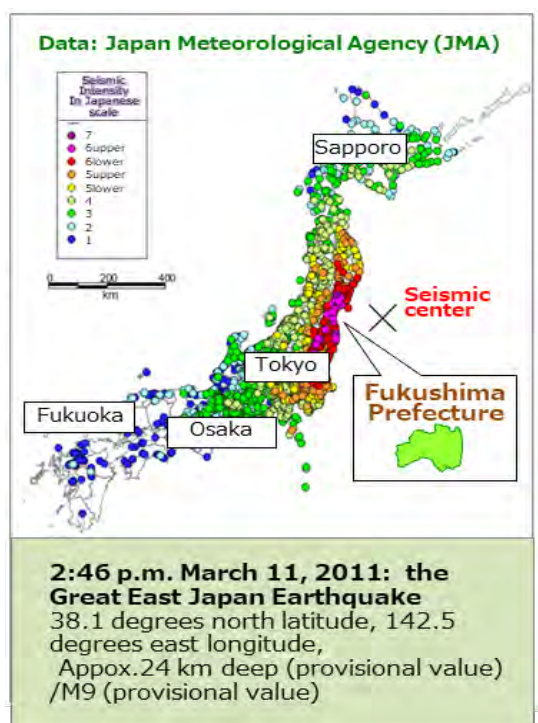 Data: Japan Meteorological Agency (JMA)
Seismic
Intensity
In Japanese
scale
7
6upper
6lower
5upper
5lower
4
3
2
1
0 200 400
km
Sapporo
Seismic
center
Tokyo
Fukushima
Prefecture
Fukuoka
Osaka
2:46 p.m. March 11, 2011: the
Great East Japan Earthquake
38.1 degrees north latitude, 142.5
degrees east longitude,
Appox.24 km deep (provisional value)
/M9 (provisional value)